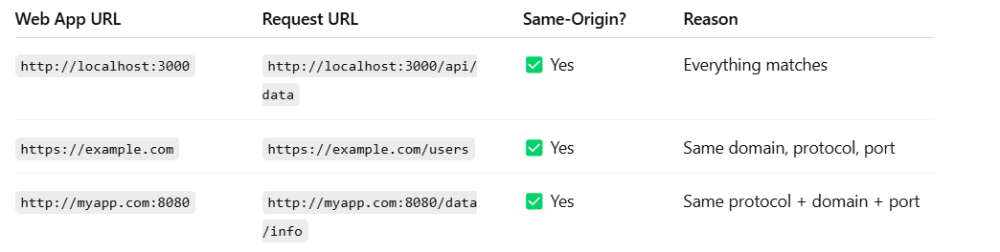 Web App URL Request URL Same-Origin? Reason
http://localhost:3000 http://localhost:3000/api/ ✅ Yes Everything matches
data
https://example.com https://example.com/users ✅ Yes Same domain, protocol, port
http://myapp.com:8080 http://myapp.com:8080/data ✅ Yes Same protocol + domain + port
/info